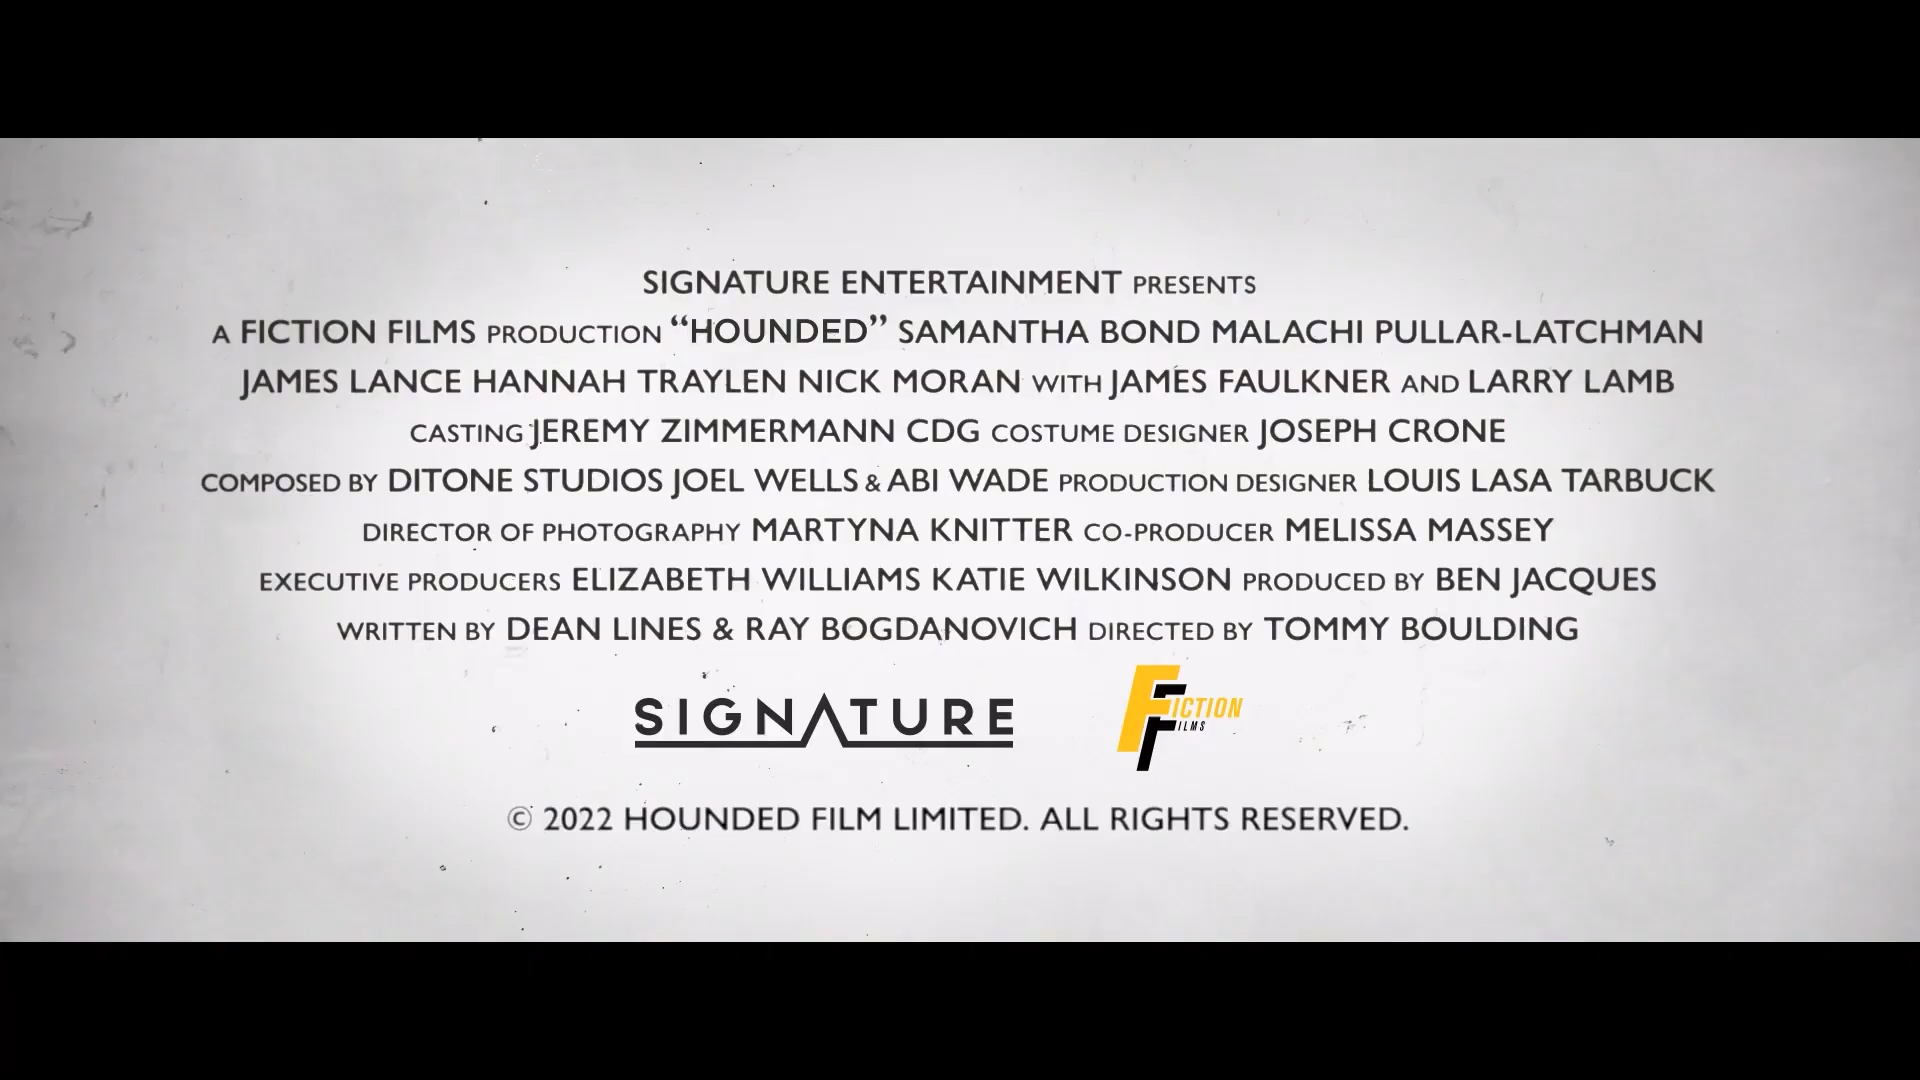 SIGNATURE ENTERTAINMENT PRESENTS
A FICTION FILMS PRODUCTION “HOUNDED” SAMANTHA BOND MALACHI PULLAR-LATCHMAN
JAMES LANCE HANNAH TRAYLEN NICK MORAN WITH JAMES FAULKNER AND LARRY LAMB
CASTING JEREMY ZIMMERMANN CDG COSTUME DESIGNER JOSEPH CRONE
COMPOSED BY DITONE STUDIOS JOEL WELLS & ABI WADE PRODUCTION DESIGNER LOUIS LASA TARBUCK
DIRECTOR OF PHOTOGRAPHY MARTYNA KNITTER CO-PRODUCER MELISSA MASSEY
EXECUTIVE PRODUCERS ELIZABETH WILLIAMS KATIE WILKINSON PRODUCED BY BEN JACQUES
WRITTEN BY DEAN LINES & RAY BOGDANOVICH DIRECTED BY TOMMY BOULDING
SIGNATURE
FICTION
FILMS
© 2022 HOUNDED FILM LIMITED. ALL RIGHTS RESERVED.